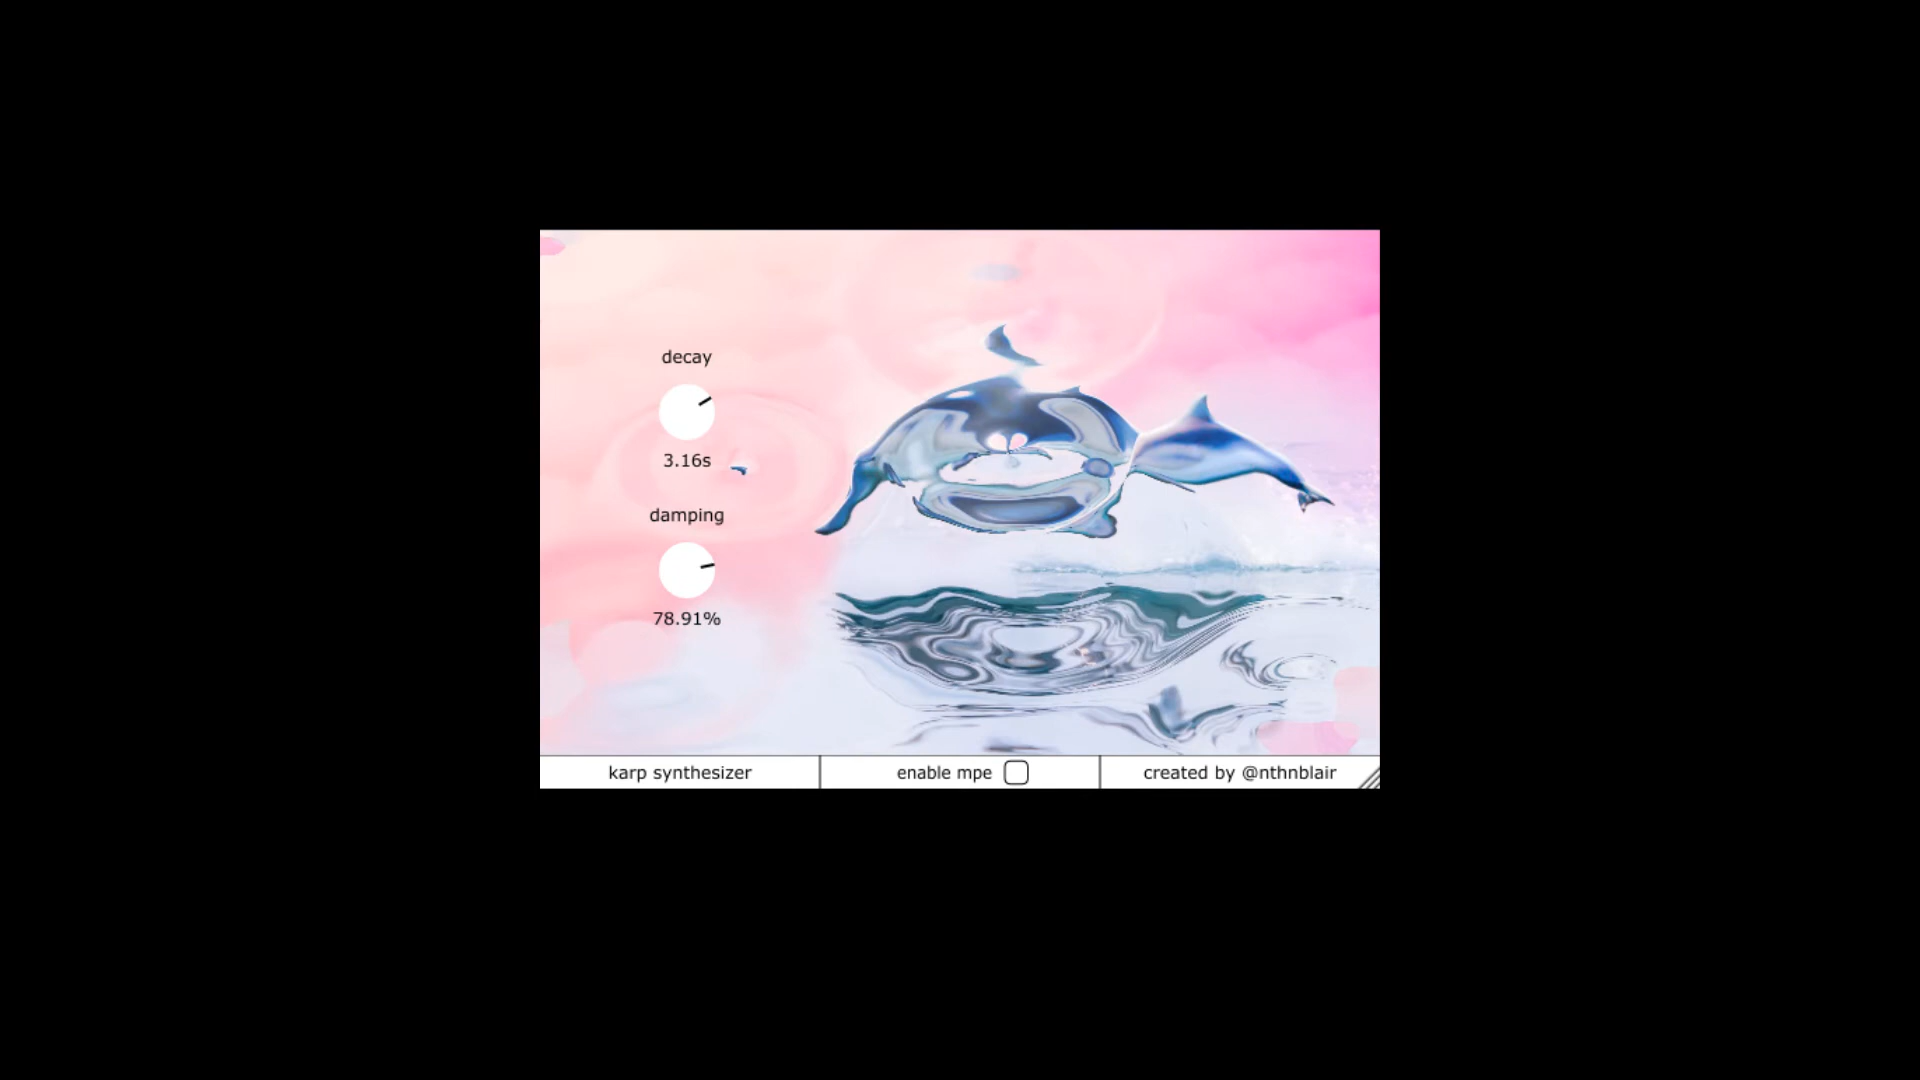 decay
3.16s
damping
78.91%
karp synthesizer
enable mpe
created by @nthnblair